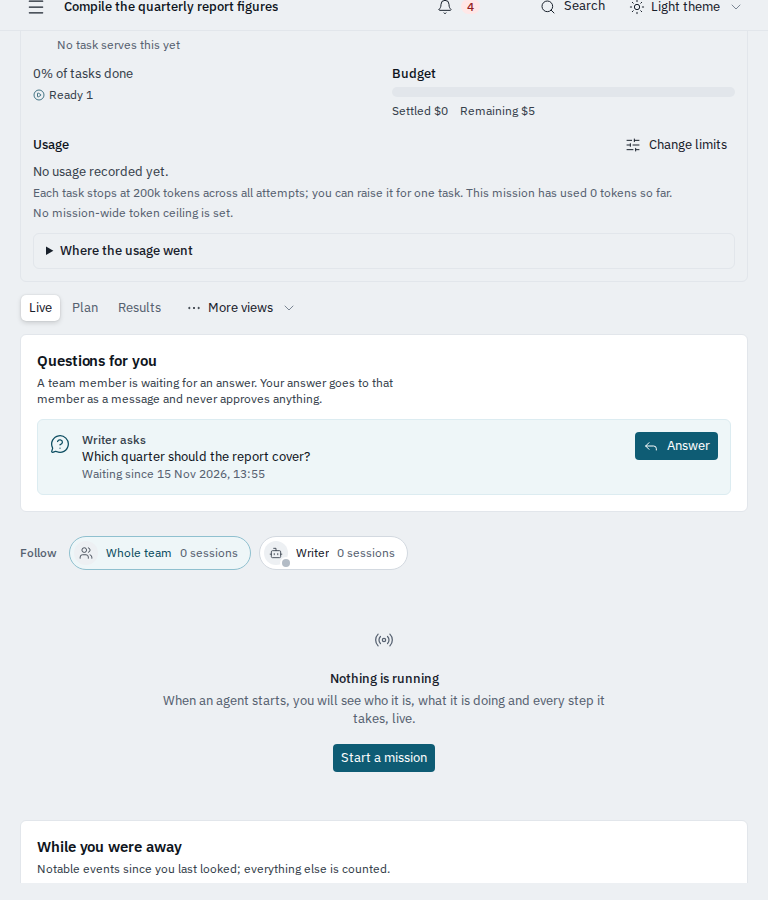 Compile the quarterly report figures
4
Search
Light theme
No task serves this yet
0% of tasks done
Ready 1
Budget
Settled $0 Remaining $5
Usage
Change limits
No usage recorded yet.
Each task stops at 200k tokens across all attempts; you can raise it for one task. This mission has used 0 tokens so far.
No mission-wide token ceiling is set.
Where the usage went
Live Plan Results More views
Questions for you
A team member is waiting for an answer. Your answer goes to that
member as a message and never approves anything.
Writer asks
Which quarter should the report cover?
Waiting since 15 Nov 2026, 13:55
Answer
Follow Whole team 0 sessions Writer 0 sessions
Nothing is running
When an agent starts, you will see who it is, what it is doing and every step it
takes, live.
Start a mission
While you were away
Notable events since you last looked; everything else is counted.